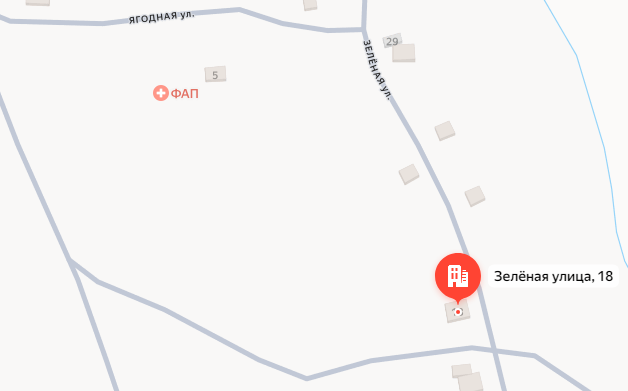 ЯГОДНАЯ ул.
29
ЗЕЛЁНАЯ ул.
5
ФАП
Зелёная улица, 18